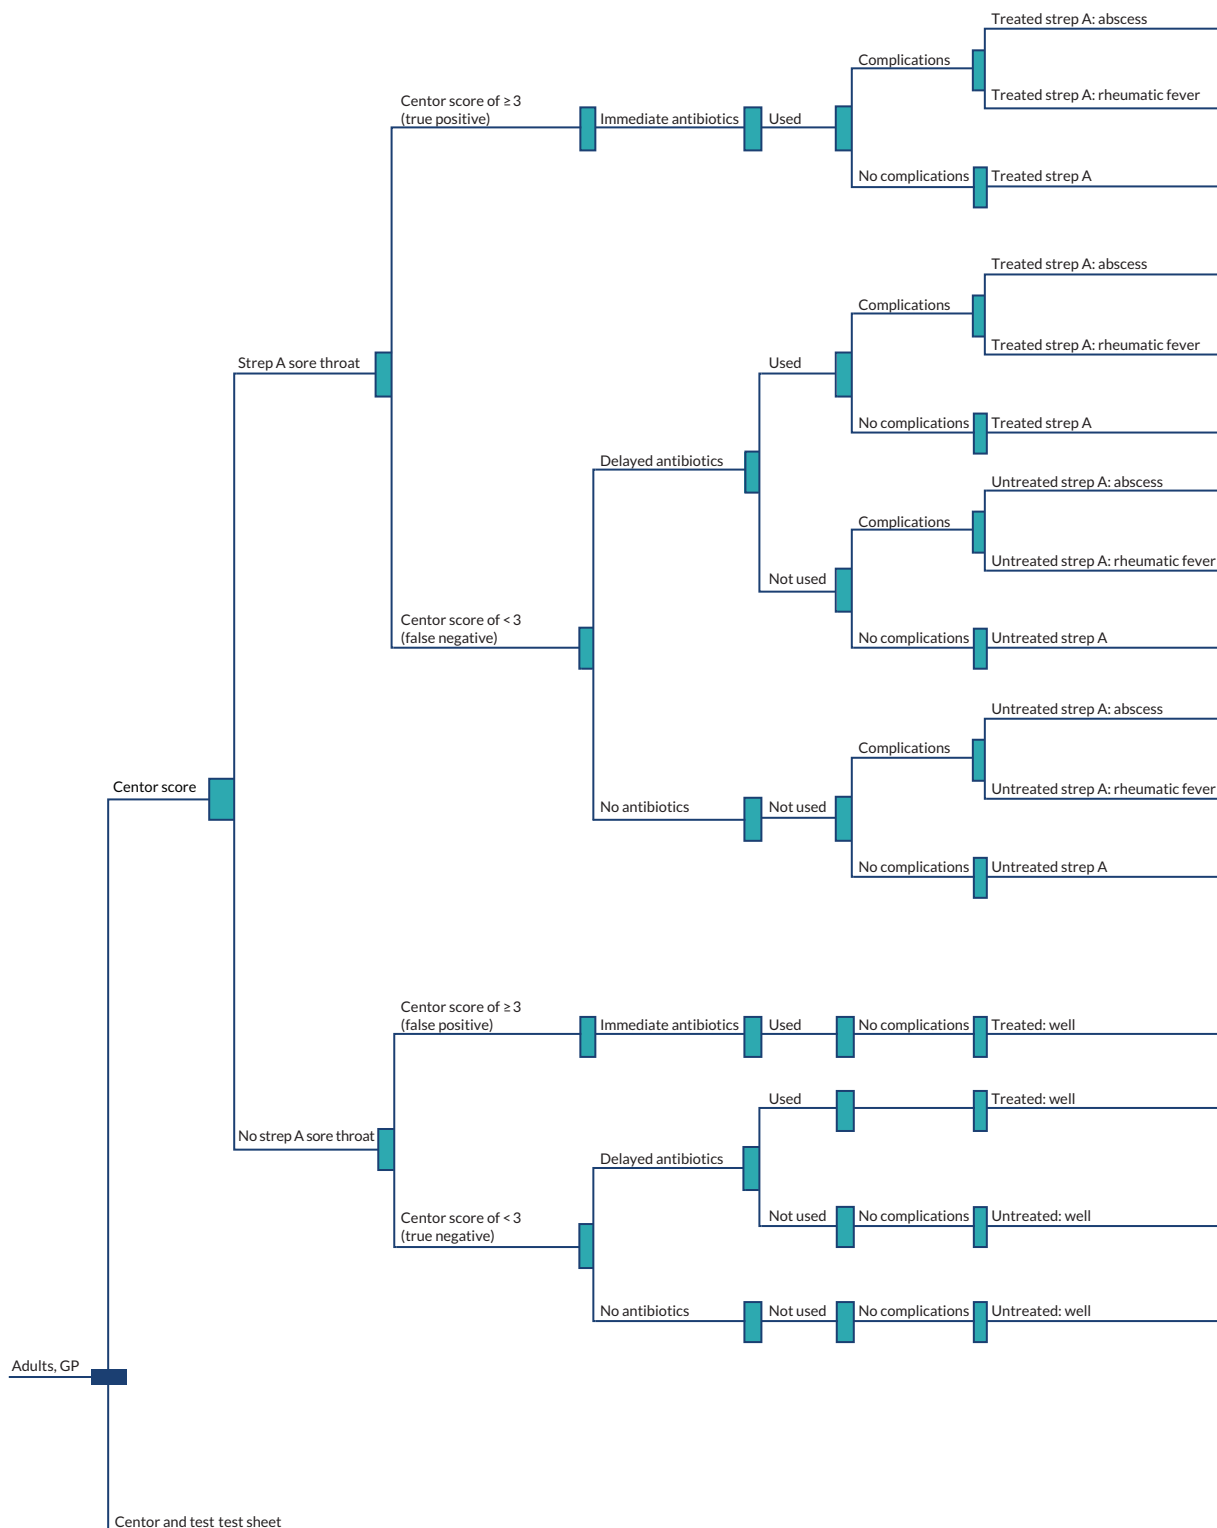 Treated strep A: abscess
Complications
Treated strep A: rheumatic fever
Centor score of ≥ 3
(true positive)
Immediate antibiotics
Used
No complications
Treated strep A
Treated strep A: abscess
Complications
Treated strep A: rheumatic fever
Strep A sore throat
Used
No complications
Treated strep A
Delayed antibiotics
Untreated strep A: abscess
Complications
Untreated strep A: rheumatic fever
Not used
Centor score of < 3
(false negative)
No complications
Untreated strep A
Untreated strep A: abscess
Complications
Untreated strep A: rheumatic fever
Centor score
No antibiotics
Not used
No complications
Untreated strep A
Centor score of ≥ 3
(false positive)
Immediate antibiotics
Used
No complications
Treated: well
Used
Treated: well
No strep A sore throat
Delayed antibiotics
Centor score of < 3
(true negative)
Not used
No complications
Untreated: well
No antibiotics
Not used
No complications
Untreated: well
Adults, GP
Centor and test test sheet